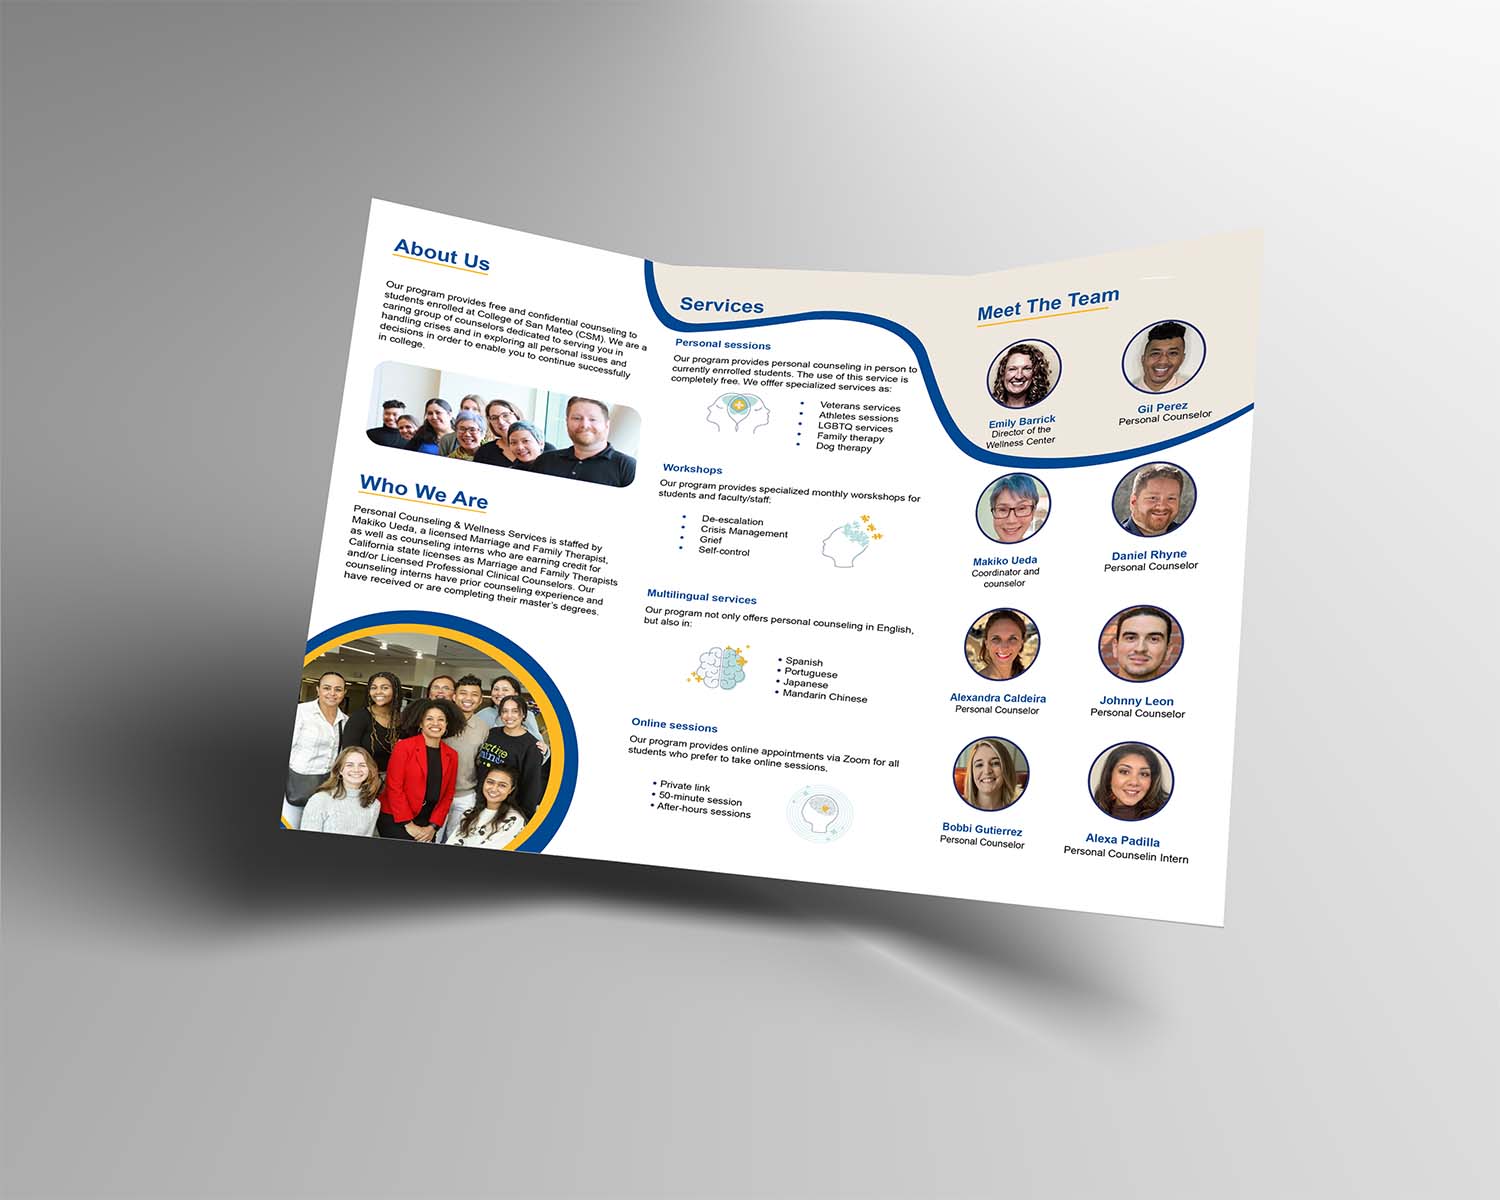 About Us
Our program provides free and confidential counseling to
students enrolled at College of San Mateo (CSM). We are a
caring group of counselors dedicated to serving you in
handling crises and in exploring all personal issues and
decisions in order to enable you to continue successfully
in college.
Who We Are
Personal Counseling & Wellness Services is staffed by
Makiko Ueda, a licensed Marriage and Family Therapist,
as well as counseling interns who are earning credit for
California state licenses as Marriage and Family Therapists
and/or Licensed Professional Clinical Counselors. Our
counseling interns have prior counseling experience and
have received or are completing their master's degrees.
Services
Personal sessions
Our program provides personal counseling in person to
currently enrrolled students. The use of this service is
completely free. We offfer specialized services as:
• Veterans services
• Athletes sessions
• LGBTQ services
• Family therapy
• Dog therapy
Workshops
Our program provides specialized monthly worskshops for
students and faculty/staff:
• De-escalation
• Crisis Management
• Grief
• Self-control
Multilingual services
Our program not only offers personal counseling in English,
but also in:
• Spanish
• Portuguese
• Japanese
• Mandarin Chinese
Online sessions
Our program provides online appointments via Zoom for all
students who prefer to take online sessions.
• Private link
• 50-minute session
• After-hours sessions
Meet The Team
Emily Barrick
Director of the
Wellness Center
Gil Perez
Personal Counselor
Makiko Ueda
Coordinator and
counselor
Daniel Rhyne
Personal Counselor
Alexandra Caldeira
Personal Counselor
Johnny Leon
Personal Counselor
Bobbi Gutierrez
Personal Counselor
Alexa Padilla
Personal Counselin Intern